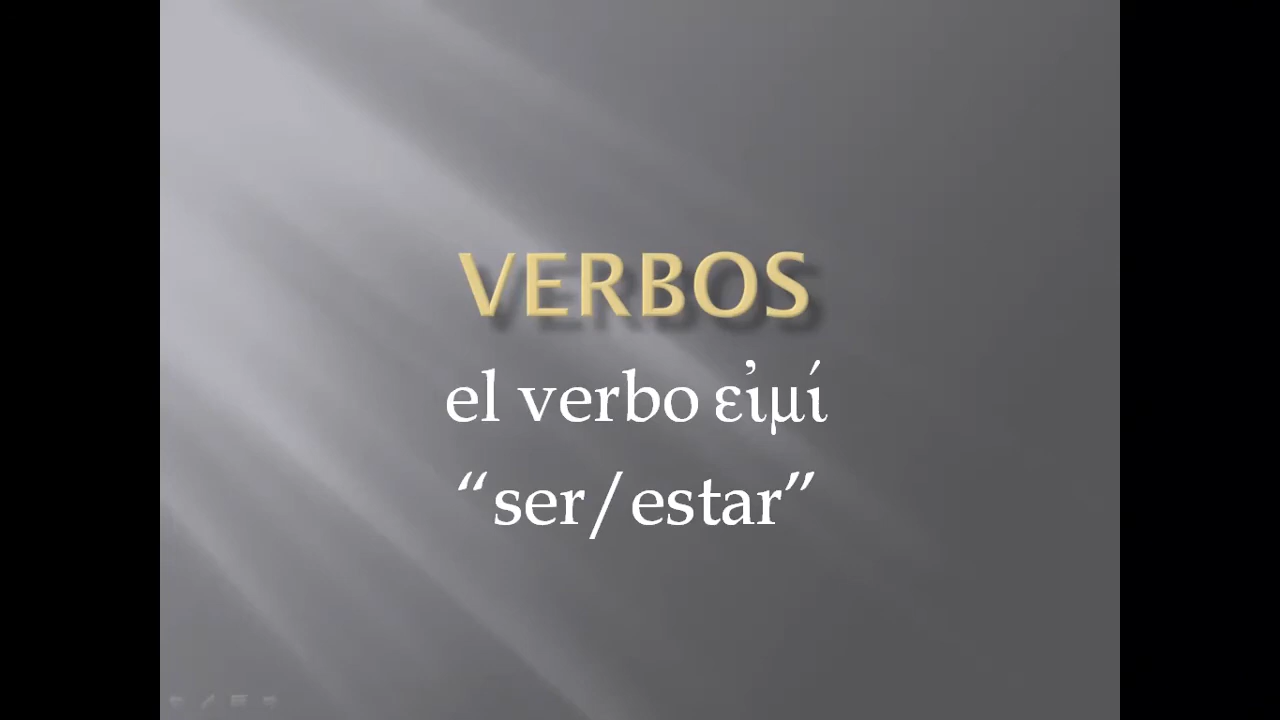 VERBOS
el verbo εἰμί
“ser/estar”